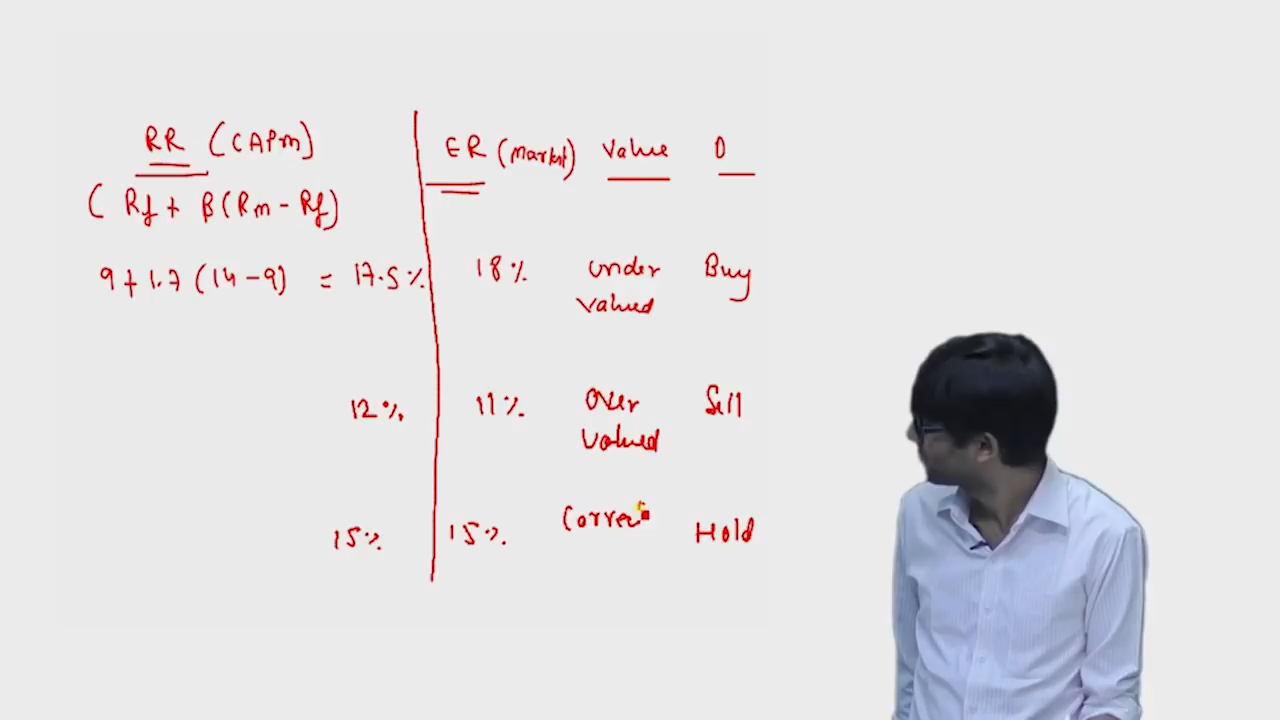 RR (CAPM) ER (Market) Value D
( Rf + β (Rm - Rf)
9 + 1.7 (14 - 9) = 17.5% 18% under Buy
valued
12% 11% Over Sell
valued
15% 15% Correc Hold